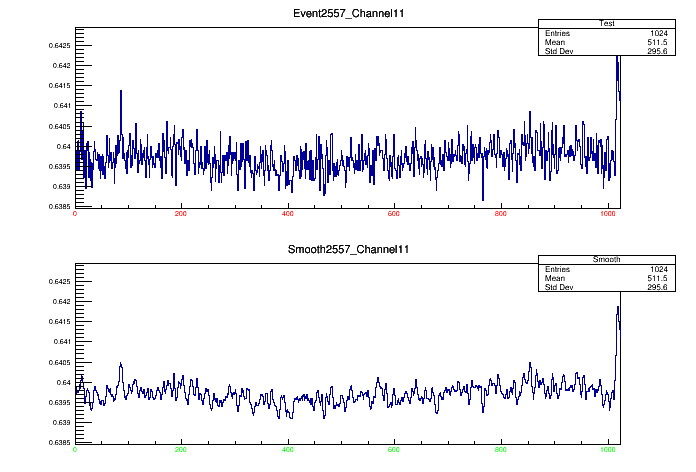 Event2557_Channel11
Test
Entries 1024
Mean 511.5
Std Dev 295.6
0.6425
0.642
0.6415
0.641
0.6405
0.64
0.6395
0.639
0.6385
0 200 400 600 800 1000
Smooth2557_Channel11
Smooth
Entries 1024
Mean 511.5
Std Dev 295.6
0.6425
0.642
0.6415
0.641
0.6405
0.64
0.6395
0.639
0.6385
0 200 400 600 800 1000